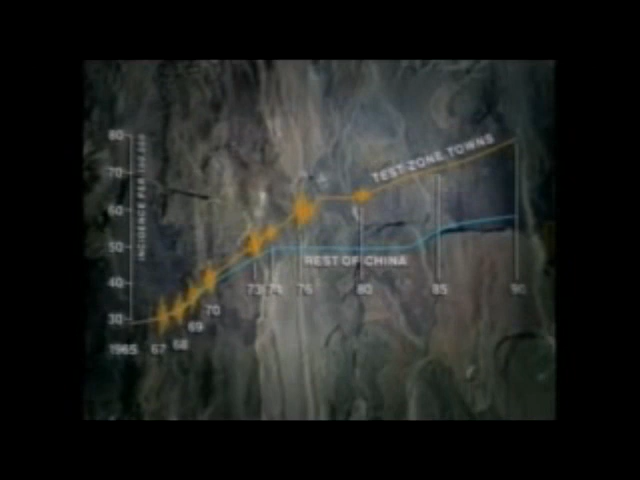 80
70
60
50
40
30
INCIDENCE PER 100,000
TEST ZONE TOWNS
REST OF CHINA
1965 67 68 69 70 73 74 76 80 85 90